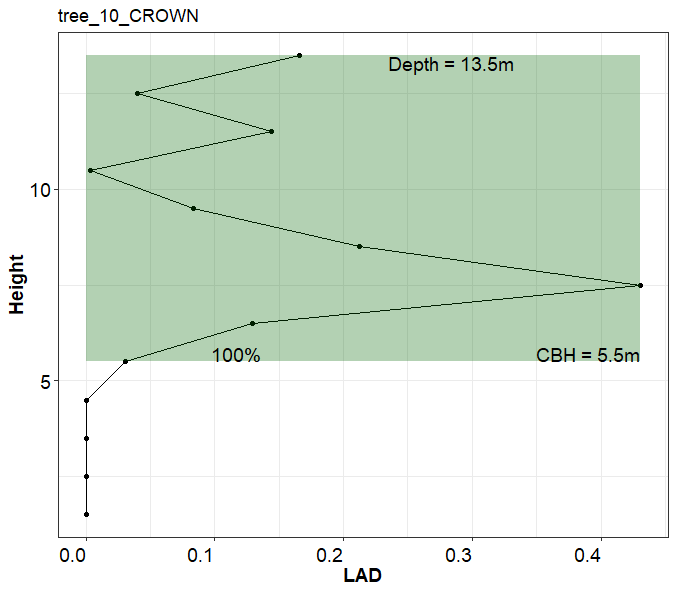 tree_10_CROWN
Depth = 13.5m
10
Height
100%
CBH = 5.5m
5
0.0 0.1 0.2 0.3 0.4
LAD